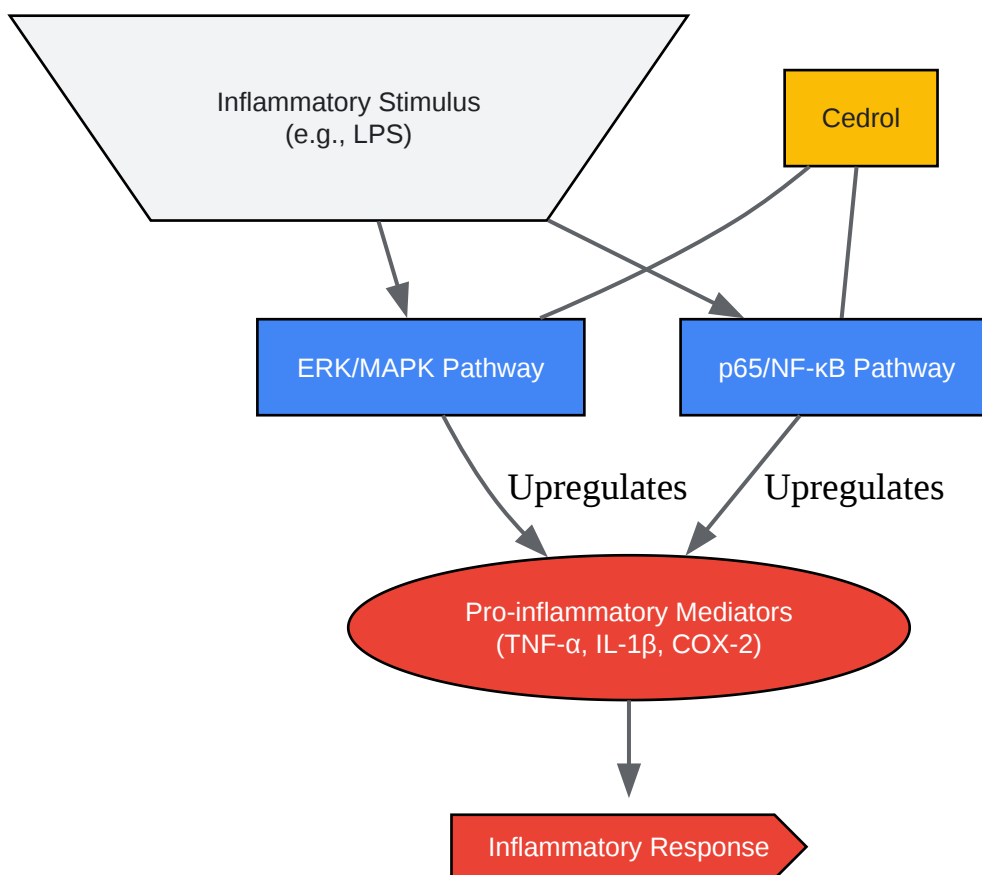 Inflammatory Stimulus
(e.g., LPS)
Cedrol
ERK/MAPK Pathway
p65/NF-κB Pathway
Upregulates
Upregulates
Pro-inflammatory Mediators
(TNF-α, IL-1β, COX-2)
Inflammatory Response